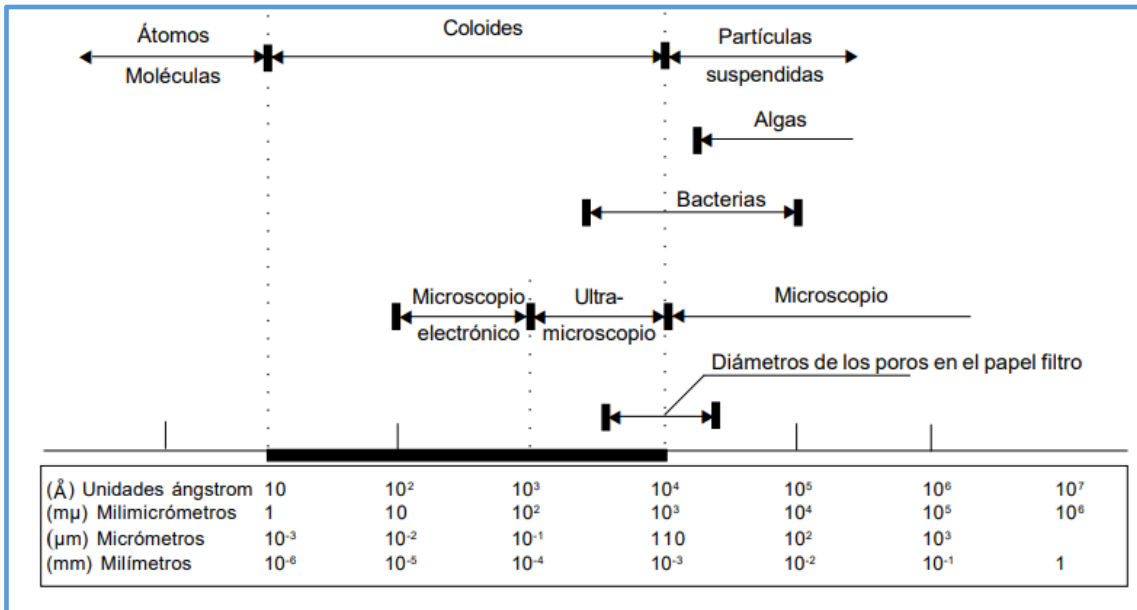 Átomos
Moléculas
Coloides
Partículas
suspendidas
Algas
Bacterias
Microscopio
electrónico
Ultra-
microscopio
Microscopio
Diámetros de los poros en el papel filtro
(Å) Unidades ángstrom 10 10² 10³ 10⁴ 10⁵ 10⁶ 10⁷
(mµ) Milimicrómetros 1 10 10² 10³ 10⁴ 10⁵ 10⁶
(µm) Micrómetros 10⁻³ 10⁻² 10⁻¹ 110 10² 10³
(mm) Milímetros 10⁻⁶ 10⁻⁵ 10⁻⁴ 10⁻³ 10⁻² 10⁻¹ 1